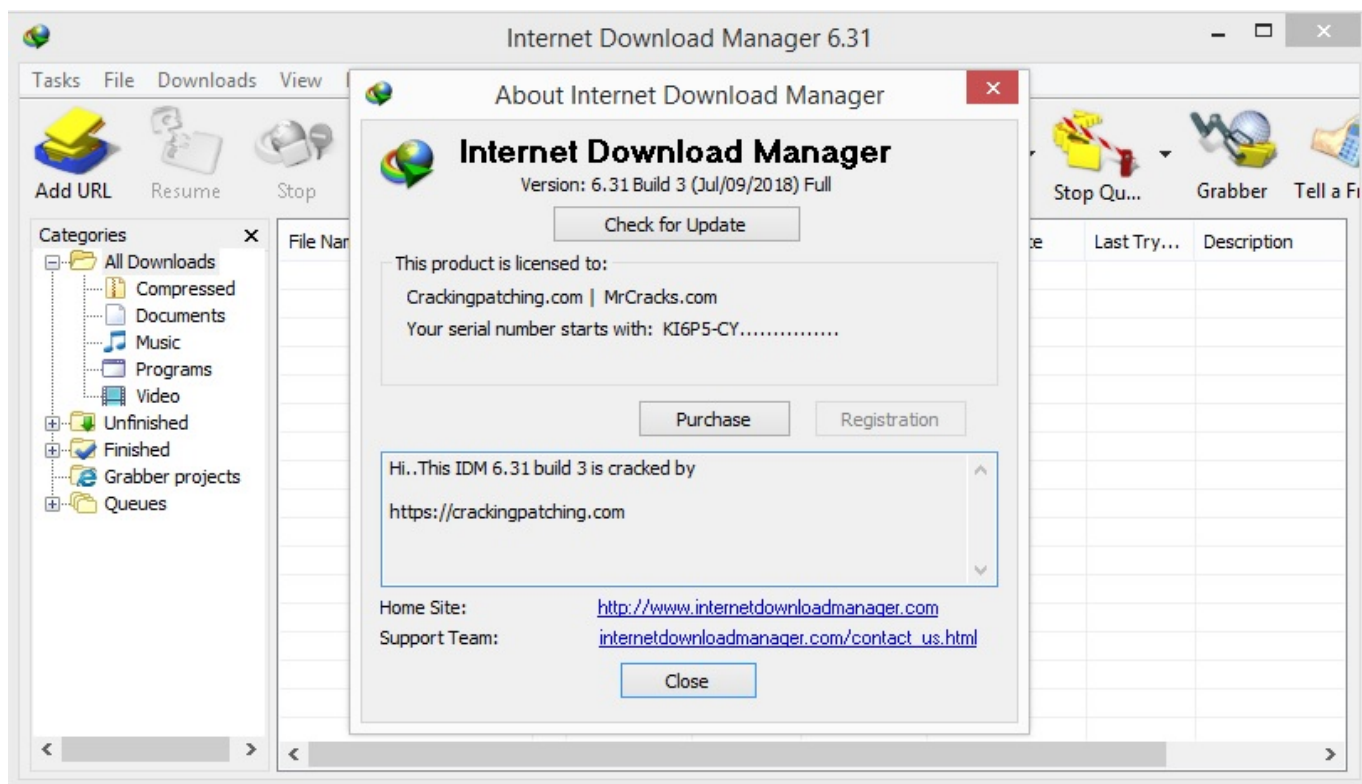 Internet Download Manager 6.31
Tasks File Downloads View
About Internet Download Manager
Internet Download Manager
Version: 6.31 Build 3 (Jul/09/2018) Full
Add URL Resume Stop Stop Qu... Grabber Tell a
Check for Update
Categories
File
Last Try... Description
All Downloads
Compressed
Documents
Music
Programs
Video
Unfinished
Finished
Grabber projects
Queues
This product is licensed to:
Crackingpatching.com | MrCracks.com
Your serial number starts with: KI6P5-CY...............
Purchase Registration
Hi..This IDM 6.31 build 3 is cracked by
https://crackingpatching.com
Home Site: http://www.internetdownloadmanager.com
Support Team: internetdownloadmanager.com/contact_us.html
Close